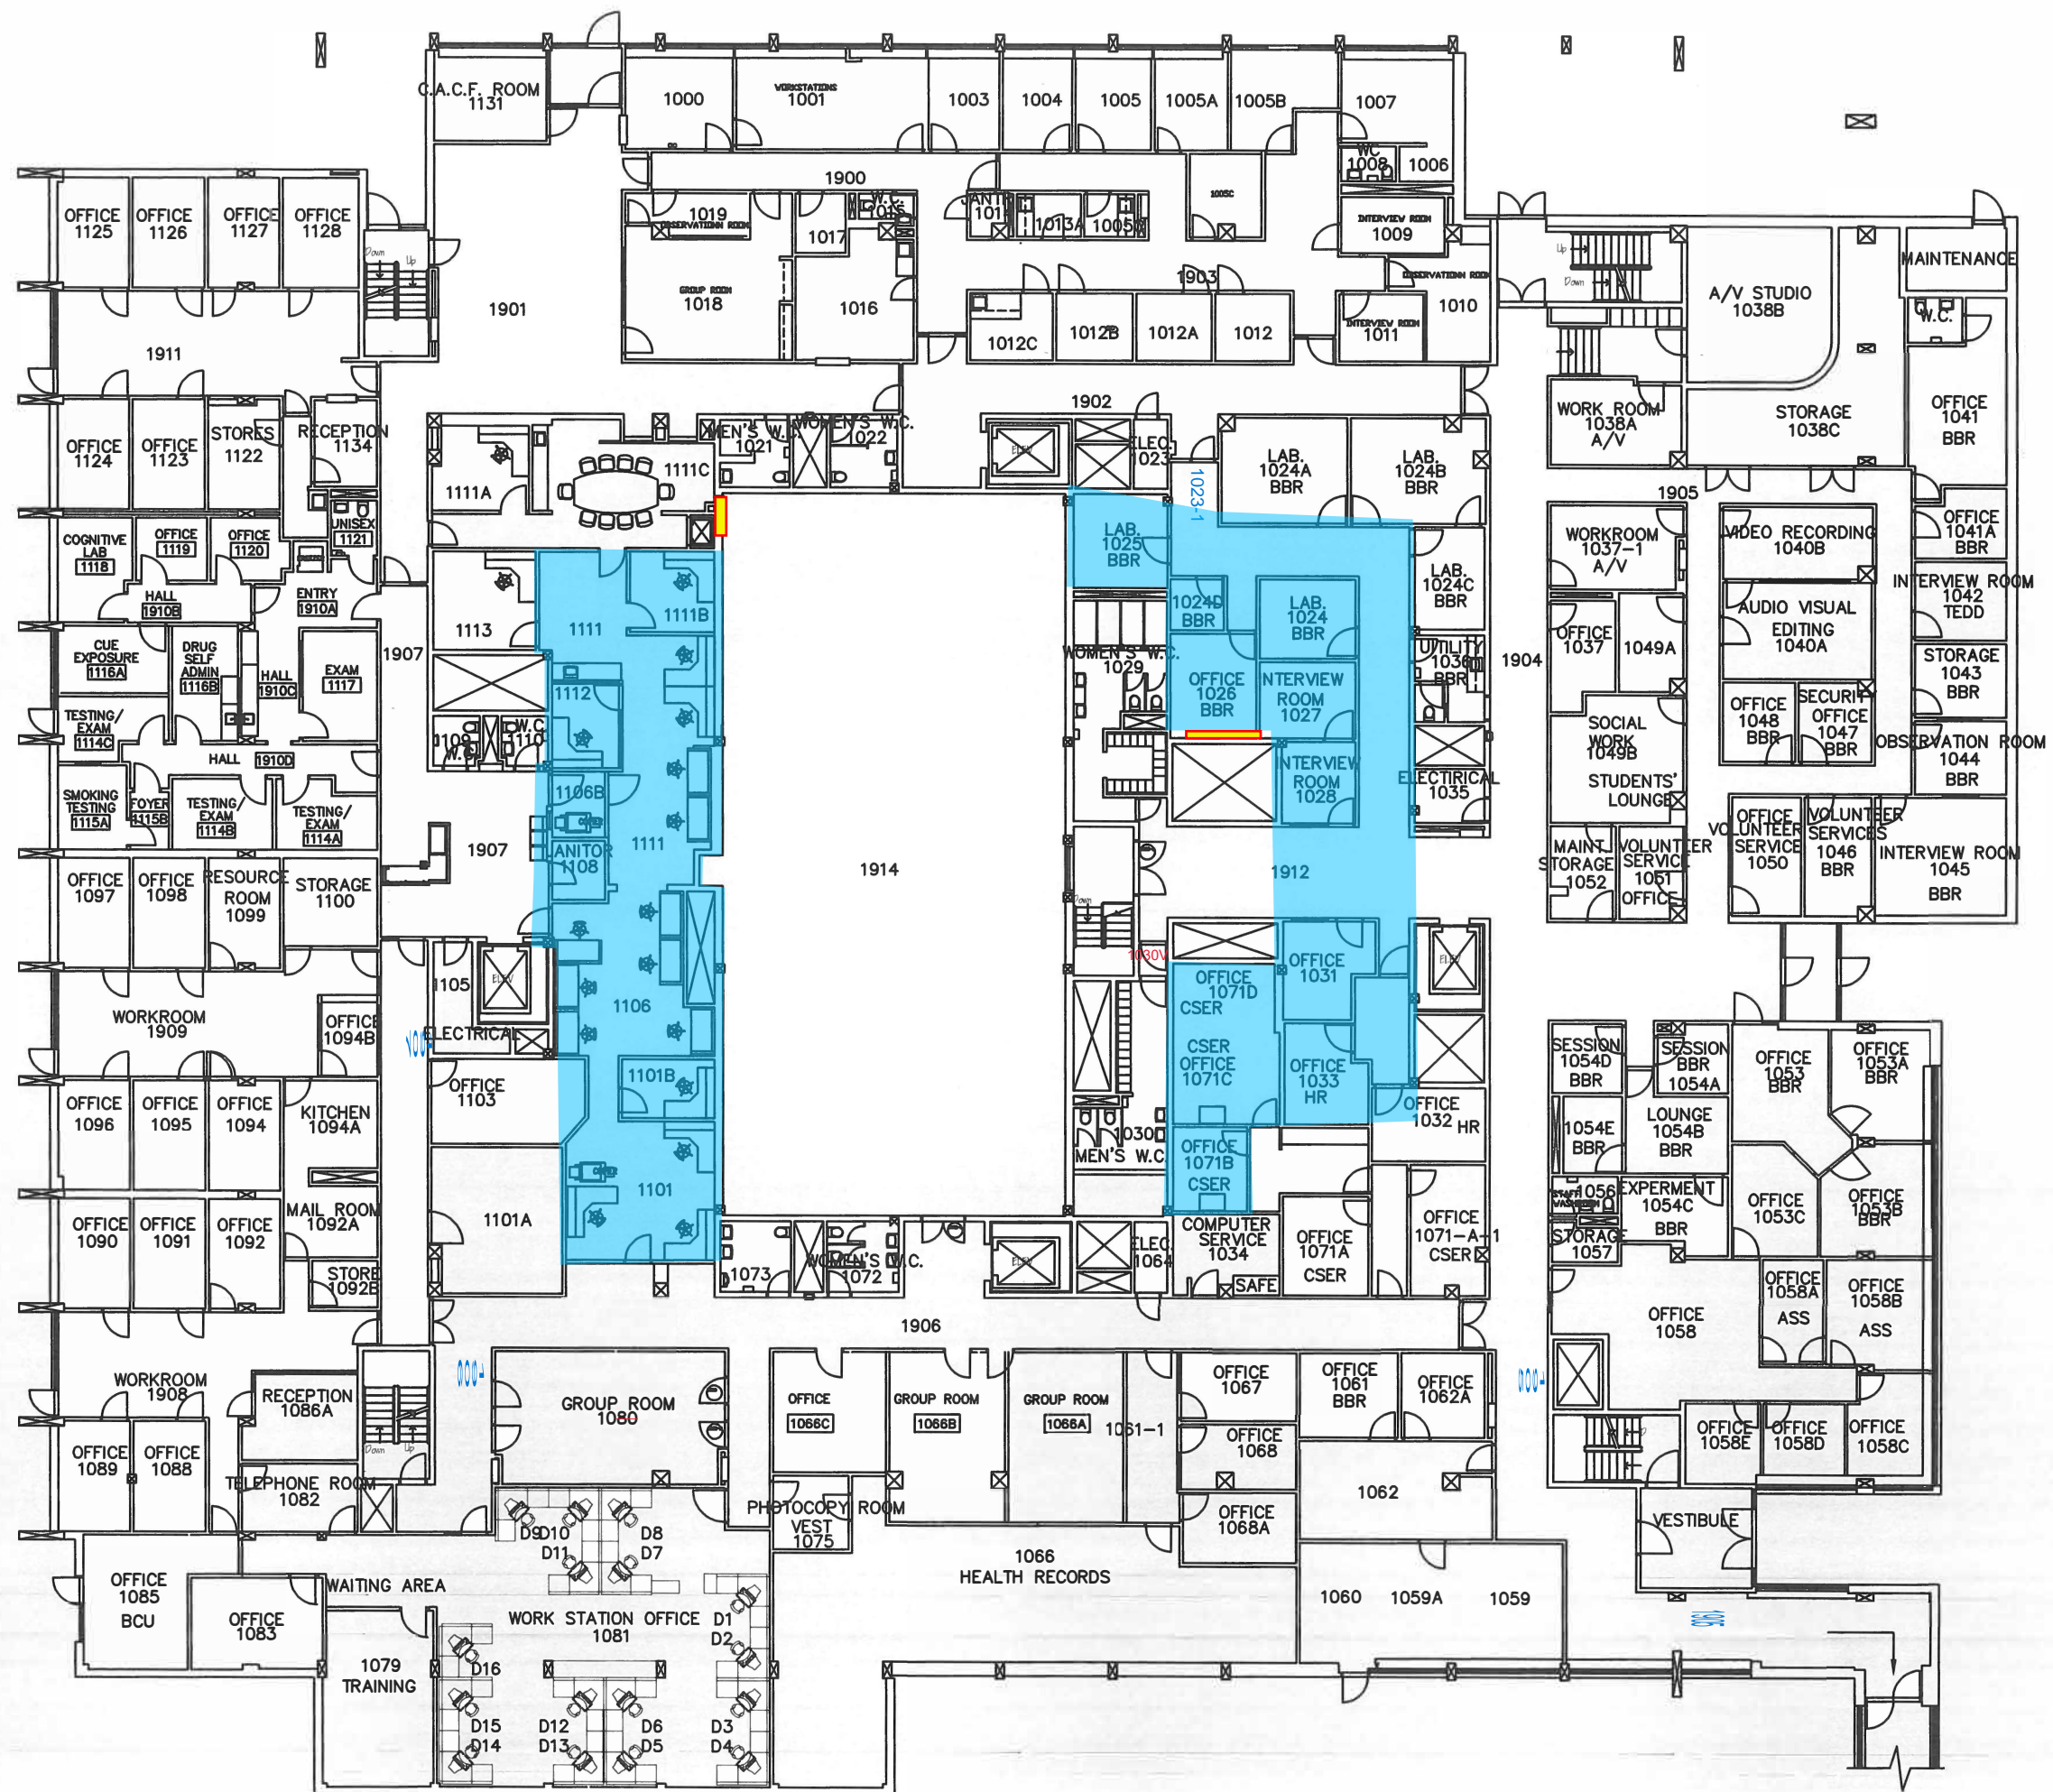 C.A.C.F. ROOM
1131
1000
WORKSTATIONS
1001
1003
1004
1005
1005A
1005B
1007
WC
1008
1006
1900
1005C
OFFICE
1125
OFFICE
1126
OFFICE
1127
OFFICE
1128
Down
Up
1019
OBSERVATIONN ROOM
1017
W.C.
1015
1013A
INTERVIEW ROOM
1009
GROUP ROOM
1018
1016
1903
OBSERVATIONN ROOM
1010
1901
1012C
1012B
1012A
1012
INTERVIEW ROOM
1011
Up
Down
A/V STUDIO
1038B
MAINTENANCE
W.C.
1911
1902
WORK ROOM
1038A
A/V
STORAGE
1038C
OFFICE
1041
BBR
OFFICE
1124
OFFICE
1123
STORES
1122
RECEPTION
1134
1111A
1111C
MEN'S W.C.
1021
WOMEN'S W.C.
1022
ELEV
ELEC.
1023
1023-1
LAB.
1024A
BBR
LAB.
1024B
BBR
1905
COGNITIVE
LAB
1118
OFFICE
1119
OFFICE
1120
UNISEX
1121
LAB.
1025
BBR
WORKROOM
1037-1
A/V
VIDEO RECORDING
1040B
OFFICE
1041A
BBR
HALL
1910B
ENTRY
1910A
1113
1111
1111B
1024D
BBR
LAB.
1024
BBR
LAB.
1024C
BBR
OFFICE
1037
1049A
AUDIO VISUAL
EDITING
1040A
INTERVIEW ROOM
1042
TEDD
CUE
EXPOSURE
1116A
DRUG
SELF
ADMIN
1116B
HALL
1910C
EXAM
1117
1907
1112
WOMEN'S W.C.
1029
OFFICE
1026
BBR
INTERVIEW
ROOM
1027
UTILITY
1036
BBR
1904
STORAGE
1043
BBR
TESTING/
EXAM
1114C
HALL
1910D
1109
W.C.
W.C.
1110
SOCIAL
WORK
1049B
STUDENTS'
LOUNGE
OFFICE
1048
BBR
SECURITY
OFFICE
1047
BBR
OBSERVATION ROOM
1044
BBR
SMOKING
TESTING
1115A
FOYER
1115B
TESTING/
EXAM
1114B
TESTING/
EXAM
1114A
1106B
INTERVIEW
ROOM
1028
ELECTRICAL
1035
1907
JANITOR
1108
1111
1914
1912
MAINT.
STORAGE
1052
VOLUNTEER
SERVICE
1051
OFFICE
OFFICE
VOLUNTEER
SERVICE
1050
VOLUNTEER
SERVICES
1046
BBR
INTERVIEW ROOM
1045
BBR
OFFICE
1097
OFFICE
1098
RESOURCE
ROOM
1099
STORAGE
1100
Down
1030V
WORKROOM
1909
OFFICE
1094B
1105
ELEV
ELECTRICAL
1106
OFFICE
1071D
CSER
OFFICE
1031
ELEV
CSER
OFFICE
1071C
OFFICE
1033
HR
OFFICE
1032
HR
SESSION
1054D
BBR
SESSION
BBR
1054A
OFFICE
1053
BBR
OFFICE
1053A
BBR
OFFICE
1096
OFFICE
1095
OFFICE
1094
KITCHEN
1094A
OFFICE
1103
1101B
1030
MEN'S W.C.
OFFICE
1071B
CSER
1054E
BBR
LOUNGE
1054B
BBR
OFFICE
1090
OFFICE
1091
OFFICE
1092
MAIL ROOM
1092A
1101A
1101
1056
EXPERMENT
1054C
BBR
STORAGE
1057
OFFICE
1053C
OFFICE
1053B
BBR
STORE
1092B
1073
WOMEN'S W.C.
1072
ELEV
ELEC.
1064
COMPUTER
SERVICE
1034
SAFE
OFFICE
1071A
CSER
OFFICE
1071-A-1
CSER
1906
OFFICE
1058
OFFICE
1058A
ASS
OFFICE
1058B
ASS
WORKROOM
1908
RECEPTION
1086A
GROUP ROOM
1080
OFFICE
1066C
GROUP ROOM
1066B
GROUP ROOM
1066A
1061-1
OFFICE
1067
OFFICE
1061
BBR
OFFICE
1062A
OFFICE
1089
OFFICE
1088
Down
Up
OFFICE
1068
OFFICE
1058E
OFFICE
1058D
OFFICE
1058C
TELEPHONE ROOM
1082
PHOTOCOPY ROOM
VEST
1075
OFFICE
1068A
1062
VESTIBULE
D9
D10
D11
D8
D7
1066
HEALTH RECORDS
OFFICE
1085
BCU
OFFICE
1083
WAITING AREA
WORK STATION OFFICE
1081
D1
D2
1060
1059A
1059
1079
TRAINING
D16
D15
D14
D12
D13
D6
D5
D3
D4